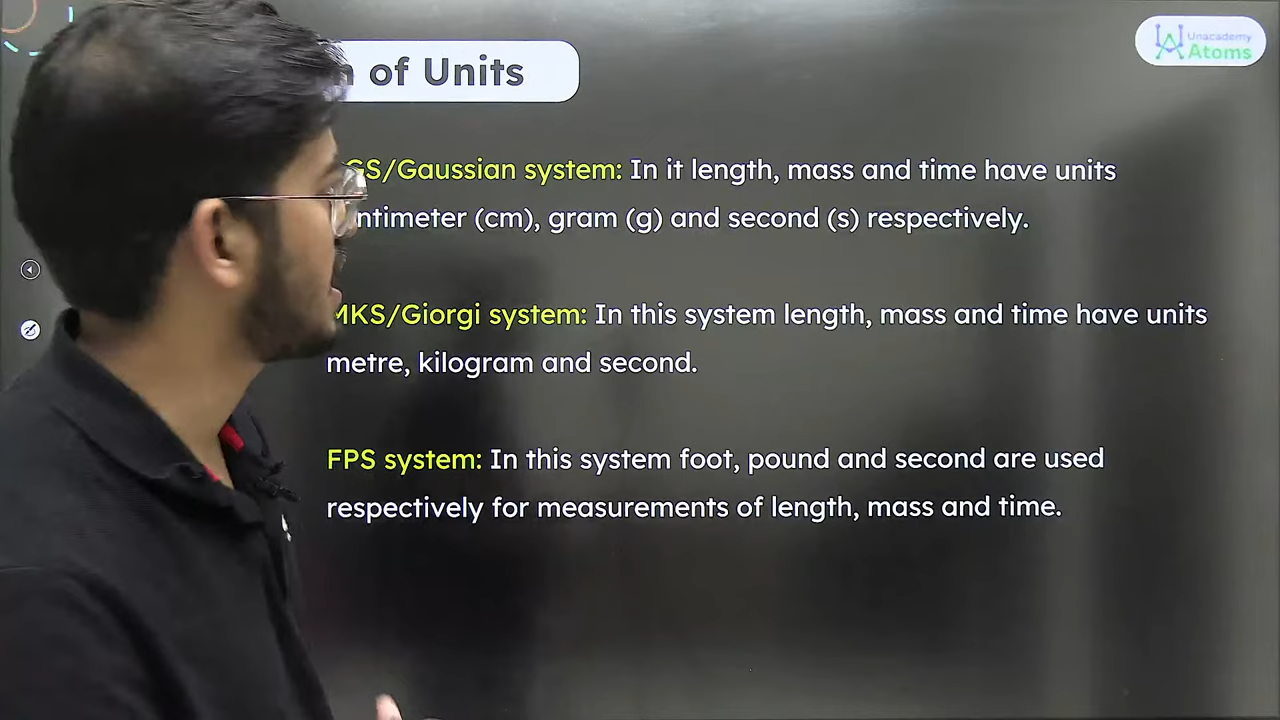 of Units
Unacademy
Atoms
GS/Gaussian system: In it length, mass and time have units
ntimeter (cm), gram (g) and second (s) respectively.
MKS/Giorgi system: In this system length, mass and time have units
metre, kilogram and second.
FPS system: In this system foot, pound and second are used
respectively for measurements of length, mass and time.